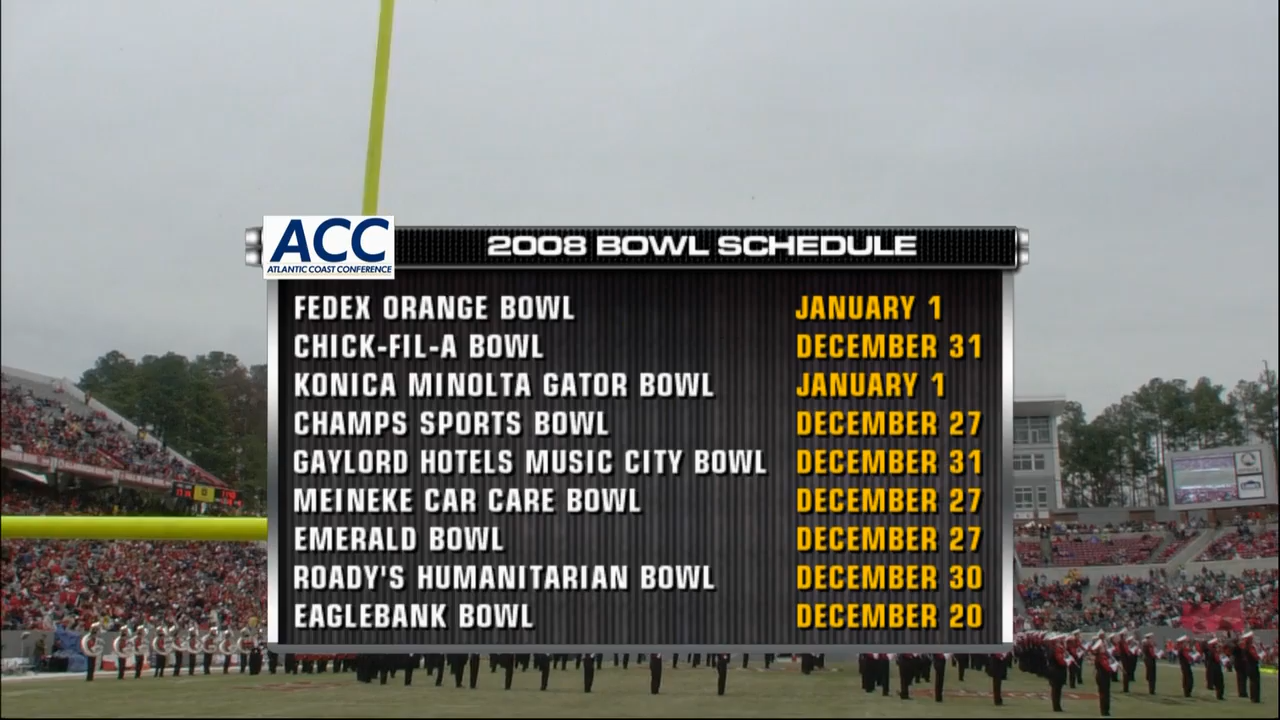 ACC
ATLANTIC COAST CONFERENCE
2008 BOWL SCHEDULE
FEDEX ORANGE BOWL JANUARY 1
CHICK-FIL-A BOWL DECEMBER 31
KONICA MINOLTA GATOR BOWL JANUARY 1
CHAMPS SPORTS BOWL DECEMBER 27
GAYLORD HOTELS MUSIC CITY BOWL DECEMBER 31
MEINEKE CAR CARE BOWL DECEMBER 27
EMERALD BOWL DECEMBER 27
ROADY'S HUMANITARIAN BOWL DECEMBER 30
EAGLEBANK BOWL DECEMBER 20